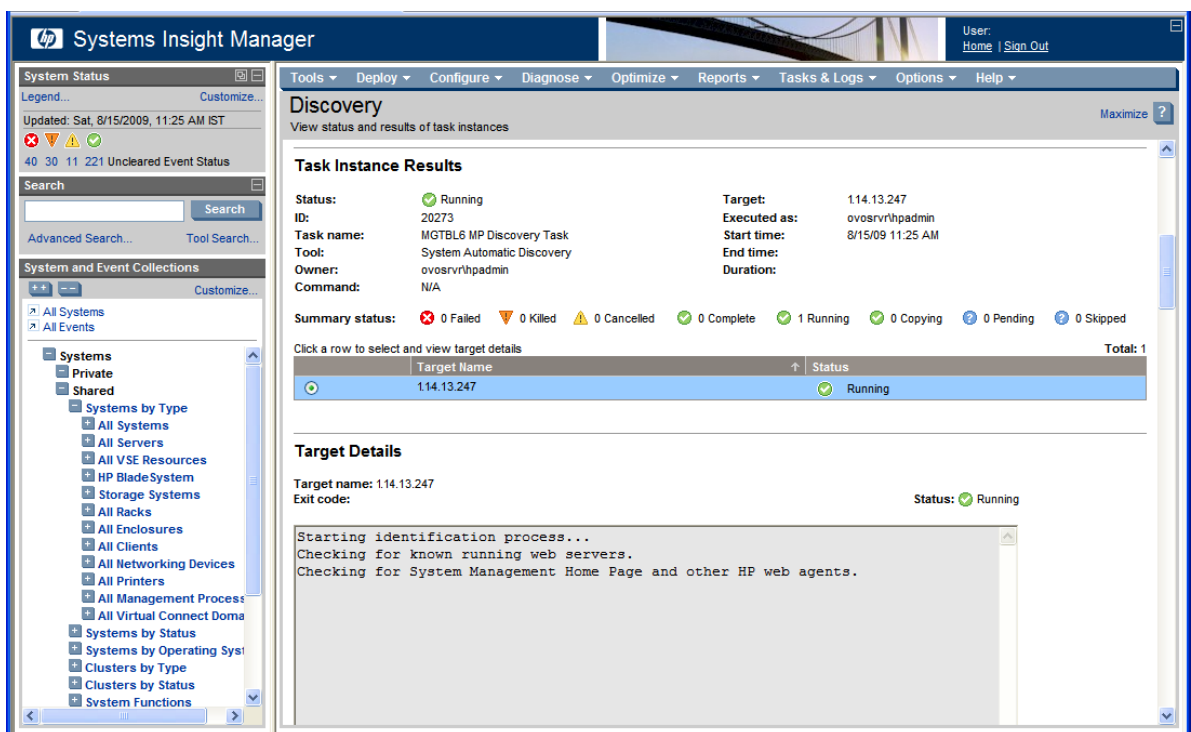 hp Systems Insight Manager
User:
Home | Sign Out
System Status
Legend... Customize...
Updated: Sat, 8/15/2009, 11:25 AM IST
40 30 11 221 Uncleared Event Status
Search
Search
Advanced Search... Tool Search...
System and Event Collections
Customize...
All Systems
All Events
Systems
Private
Shared
Systems by Type
All Systems
All Servers
All VSE Resources
HP BladeSystem
Storage Systems
All Racks
All Enclosures
All Clients
All Networking Devices
All Printers
All Management Process
All Virtual Connect Doma
Systems by Status
Systems by Operating Syst
Clusters by Type
Clusters by Status
System Functions
Tools Deploy Configure Diagnose Optimize Reports Tasks & Logs Options Help
Discovery
View status and results of task instances
Maximize ?
Task Instance Results
Status: Running
ID: 20273
Task name: MGTBL6 MP Discovery Task
Tool: System Automatic Discovery
Owner: ovosrvr\hpadmin
Command: N/A
Target: 1.14.13.247
Executed as: ovosrvr\hpadmin
Start time: 8/15/09 11:25 AM
End time:
Duration:
Summary status: 0 Failed 0 Killed 0 Cancelled 0 Complete 1 Running 0 Copying 0 Pending 0 Skipped
Click a row to select and view target details Total: 1
Target Name Status
1.14.13.247 Running
Target Details
Target name: 1.14.13.247
Exit code: Status: Running
Starting identification process...
Checking for known running web servers.
Checking for System Management Home Page and other HP web agents.